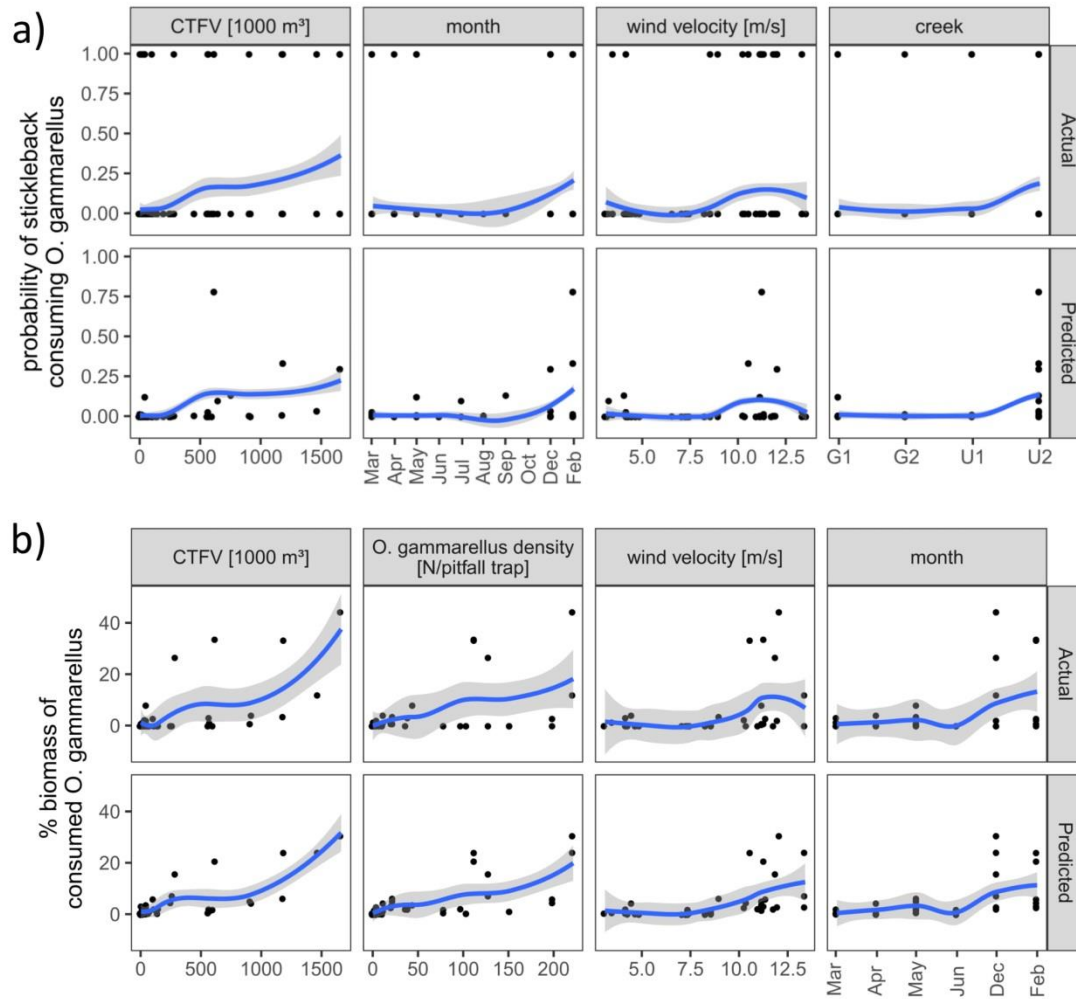 a)
CTFV [1000 m³]
month
wind velocity [m/s]
creek
probability of stickleback
consuming O. gammarellus
1.00
0.75
0.50
0.25
0.00
Actual
1.00
0.75
0.50
0.25
0.00
Predicted
0 500 1000 1500
Mar
Apr
May
Jun
Jul
Aug
Sep
Oct
Dec
Feb
5.0 7.5 10.0 12.5
G1 G2 U1 U2
b)
CTFV [1000 m³]
O. gammarellus density
[N/pitfall trap]
wind velocity [m/s]
month
% biomass of
consumed O. gammarellus
40
20
0
Actual
40
20
0
Predicted
0 500 1000 1500
0 50 100 150 200
5.0 7.5 10.0 12.5
Mar
Apr
May
Jun
Dec
Feb